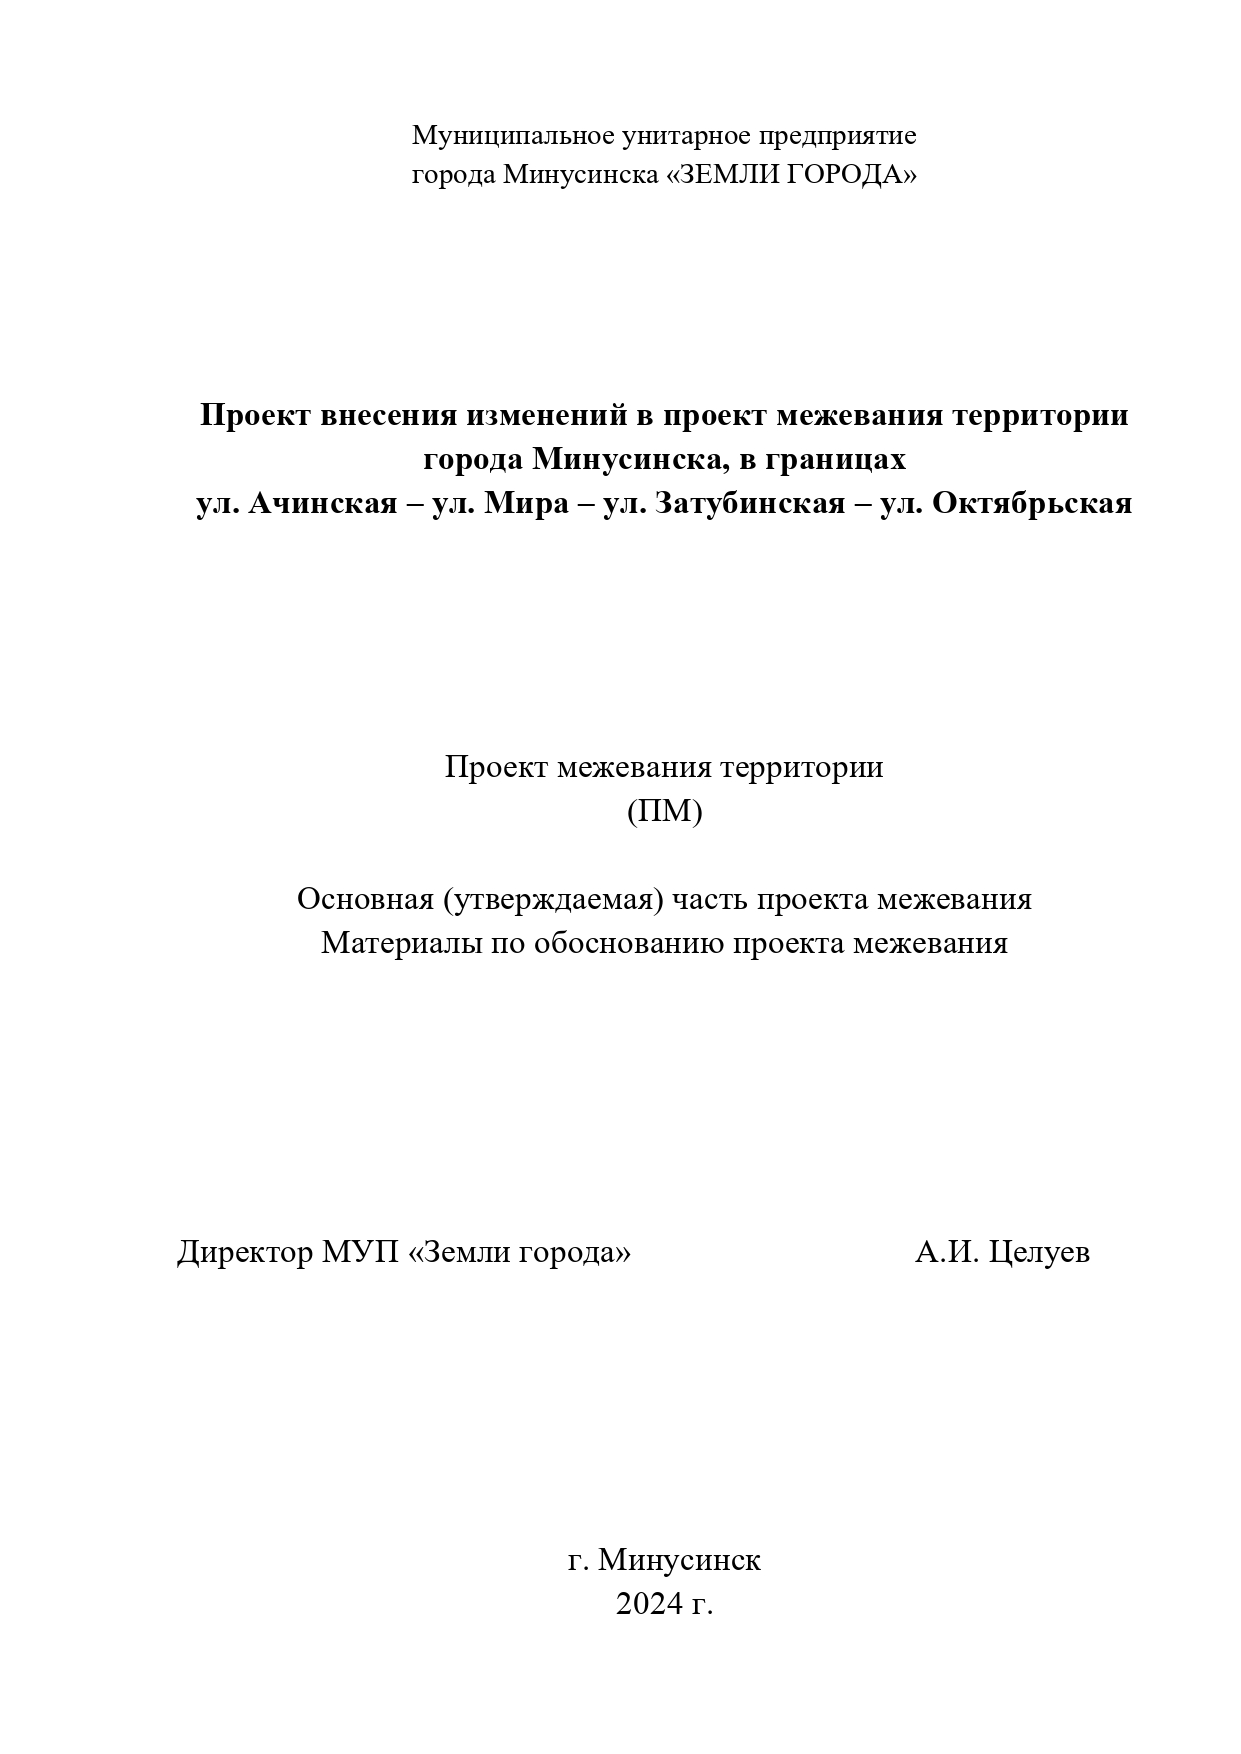 Муниципальное унитарное предприятие
города Минусинска «ЗЕМЛИ ГОРОДА»
Проект внесения изменений в проект межевания территории
города Минусинска, в границах
ул. Ачинская – ул. Мира – ул. Затубинская – ул. Октябрьская
Проект межевания территории
(ПМ)
Основная (утверждаемая) часть проекта межевания
Материалы по обоснованию проекта межевания
Директор МУП «Земли города» А.И. Целуев
г. Минусинск
2024 г.